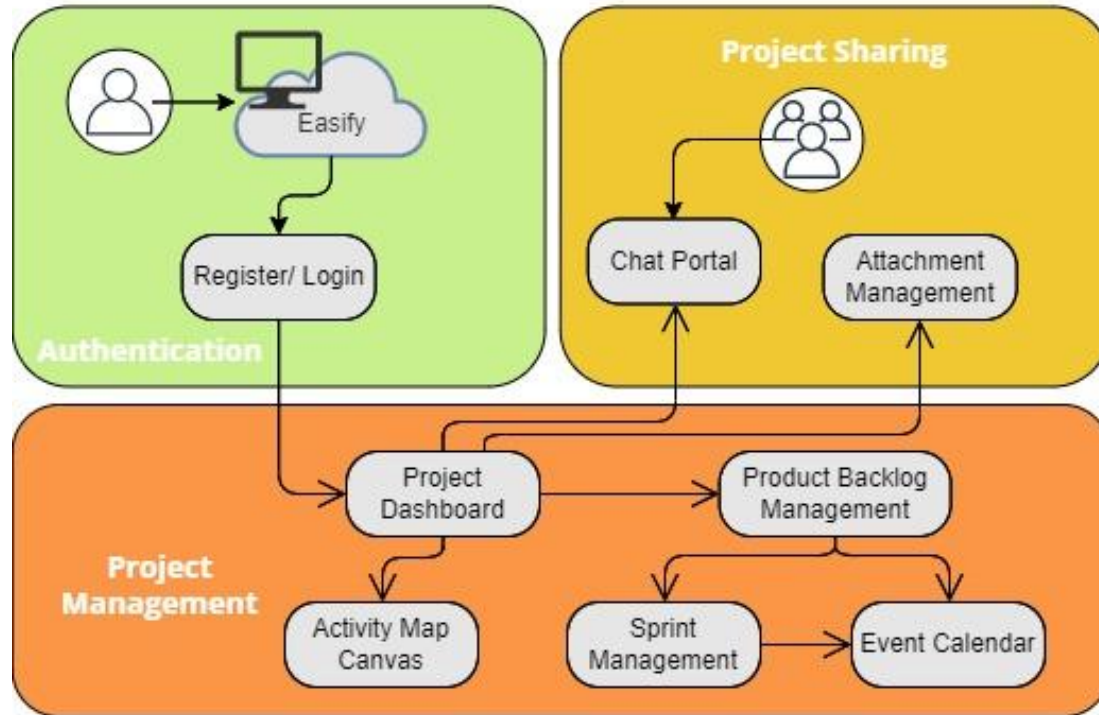 Easify
Register/ Login
Authentication
Project Sharing
Chat Portal
Attachment
Management
Project
Management
Project
Dashboard
Product Backlog
Management
Activity Map
Canvas
Sprint
Management
Event Calendar